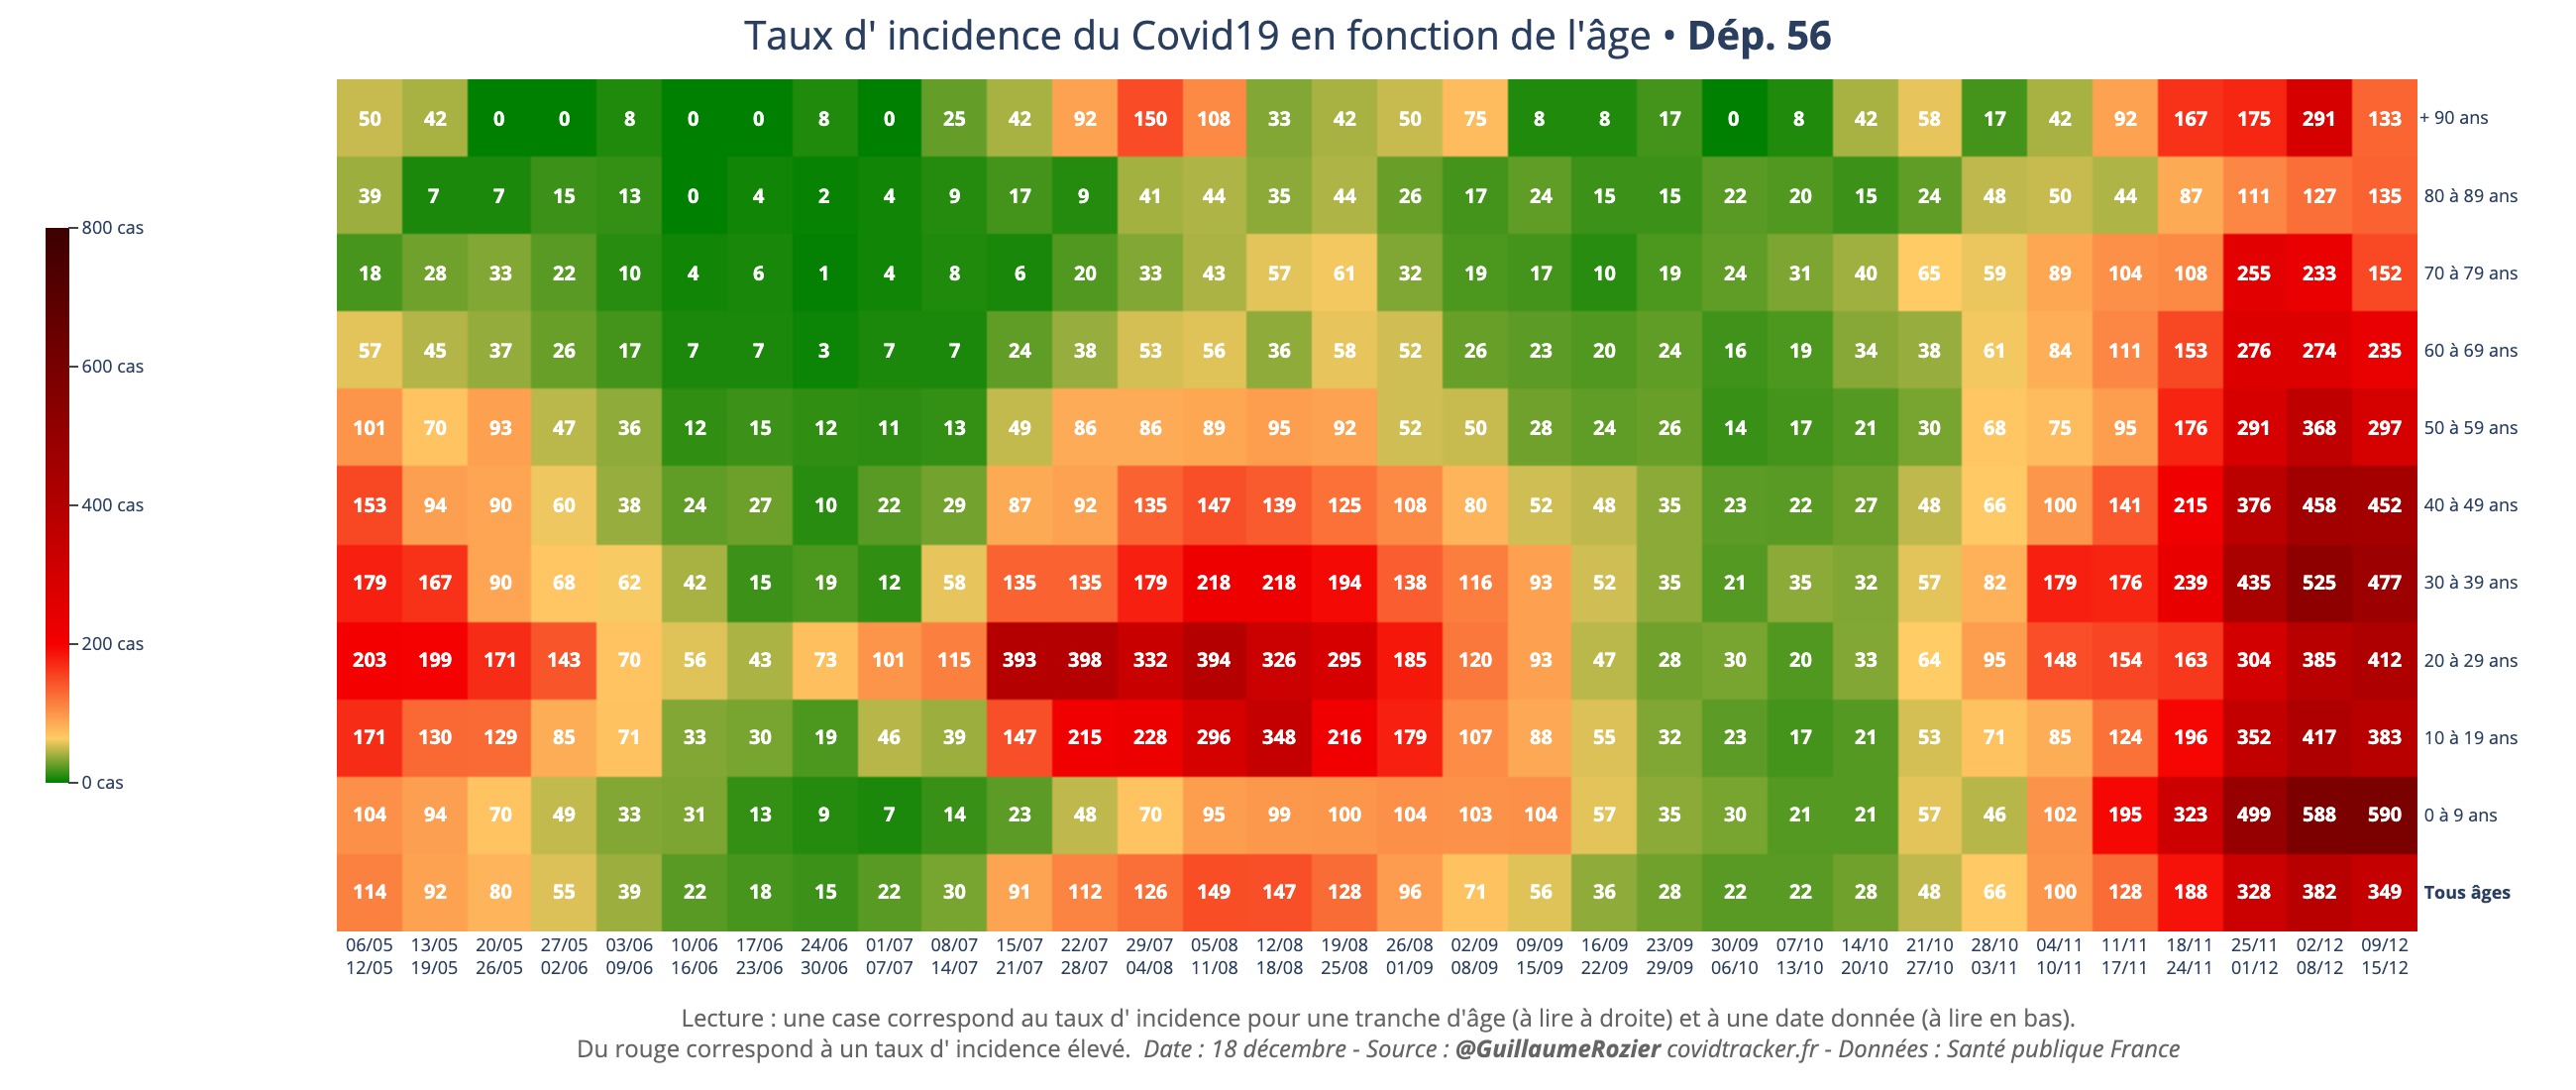 Taux d' incidence du Covid19 en fonction de l'âge • Dép. 56
800 cas
600 cas
400 cas
200 cas
0 cas
50 42 0 0 8 0 0 8 0 25 42 92 150 108 33 42 50 75 8 8 17 0 8 42 58 17 42 92 167 175 291 133 + 90 ans
39 7 7 15 13 0 4 2 4 9 17 9 41 44 35 44 26 17 24 15 15 22 20 15 24 48 50 44 87 111 127 135 80 à 89 ans
18 28 33 22 10 4 6 1 4 8 6 20 33 43 57 61 32 19 17 10 19 24 31 40 65 59 89 104 108 255 233 152 70 à 79 ans
57 45 37 26 17 7 7 3 7 7 24 38 53 56 36 58 52 26 23 20 24 16 19 34 38 61 84 111 153 276 274 235 60 à 69 ans
101 70 93 47 36 12 15 12 11 13 49 86 86 89 95 92 52 50 28 24 26 14 17 21 30 68 75 95 176 291 368 297 50 à 59 ans
153 94 90 60 38 24 27 10 22 29 87 92 135 147 139 125 108 80 52 48 35 23 22 27 48 66 100 141 215 376 458 452 40 à 49 ans
179 167 90 68 62 42 15 19 12 58 135 135 179 218 218 194 138 116 93 52 35 21 35 32 57 82 179 176 239 435 525 477 30 à 39 ans
203 199 171 143 70 56 43 73 101 115 393 398 332 394 326 295 185 120 93 47 28 30 20 33 64 95 148 154 163 304 385 412 20 à 29 ans
171 130 129 85 71 33 30 19 46 39 147 215 228 296 348 216 179 107 88 55 32 23 17 21 53 71 85 124 196 352 417 383 10 à 19 ans
104 94 70 49 33 31 13 9 7 14 23 48 70 95 99 100 104 103 104 57 35 30 21 21 57 46 102 195 323 499 588 590 0 à 9 ans
114 92 80 55 39 22 18 15 22 30 91 112 126 149 147 128 96 71 56 36 28 22 22 28 48 66 100 128 188 328 382 349 Tous âges
06/05 13/05 20/05 27/05 03/06 10/06 17/06 24/06 01/07 08/07 15/07 22/07 29/07 05/08 12/08 19/08 26/08 02/09 09/09 16/09 23/09 30/09 07/10 14/10 21/10 28/10 04/11 11/11 18/11 25/11 02/12 09/12
12/05 19/05 26/05 02/06 09/06 16/06 23/06 30/06 07/07 14/07 21/07 28/07 04/08 11/08 18/08 25/08 01/09 08/09 15/09 22/09 29/09 06/10 13/10 20/10 27/10 03/11 10/11 17/11 24/11 01/12 08/12 15/12
Lecture : une case correspond au taux d' incidence pour une tranche d'âge (à lire à droite) et à une date donnée (à lire en bas).
Du rouge correspond à un taux d' incidence élevé. Date : 18 décembre - Source : @GuillaumeRozier covidtracker.fr - Données : Santé publique France